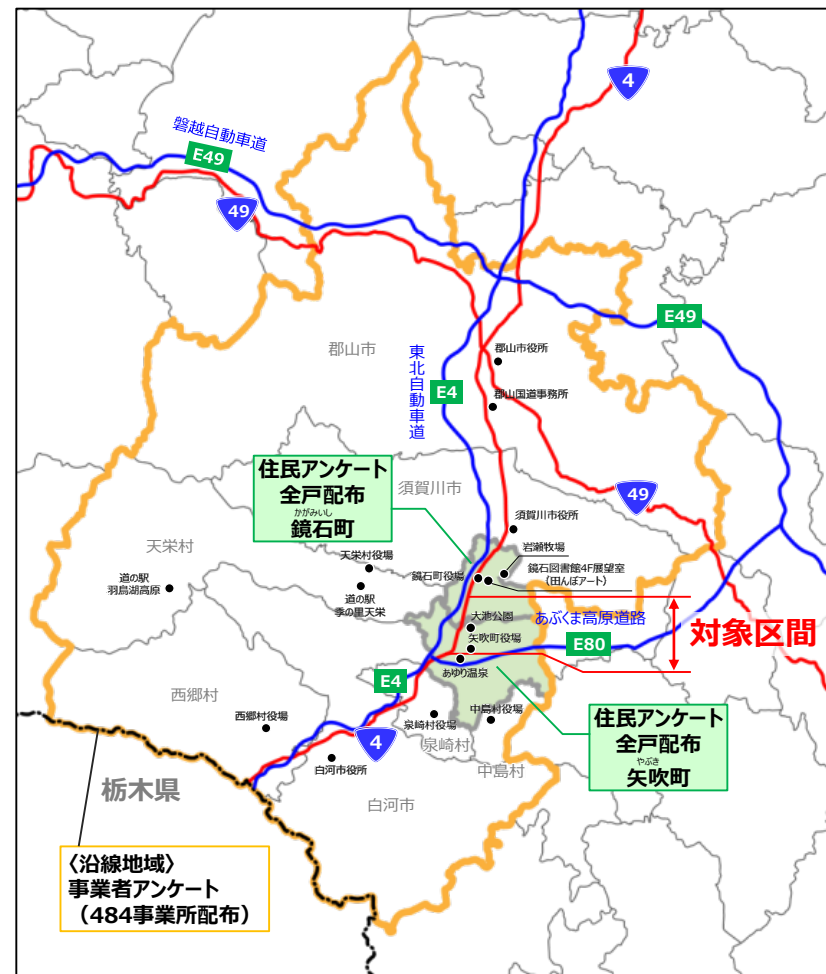 4
磐越自動車道
E49
49
E49
郡山市
東北自動車道
郡山市役所
E4
郡山国道事務所
住民アンケート
全戸配布
かがみいし
鏡石町
須賀川市
49
須賀川市役所
天栄村
岩瀬牧場
天栄村役場
鏡石町役場
鏡石図書館4F展望室
(田んぼアート)
道の駅
羽鳥湖高原
道の駅
季の里天栄
大池公園
あぶくま高原道路
対象区間
矢吹町役場
E80
あゆり温泉
E4
西郷村
住民アンケート
全戸配布
やぶき
矢吹町
西郷村役場
泉崎村役場
中島村役場
4
泉崎村
白河市役所
中島村
栃木県
白河市
〈沿線地域〉
事業者アンケート
(484事業所配布)